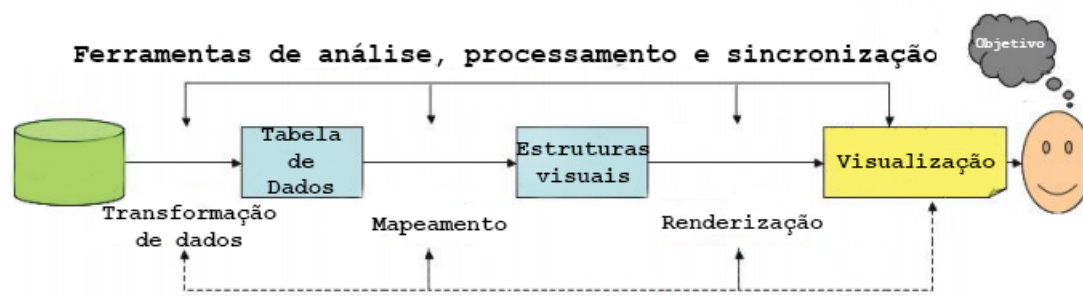 Ferramentas de análise, processamento e sincronização
Objetivo
Tabela
de
Dados
Estruturas
visuais
Visualização
Transformação
de dados
Mapeamento
Renderização